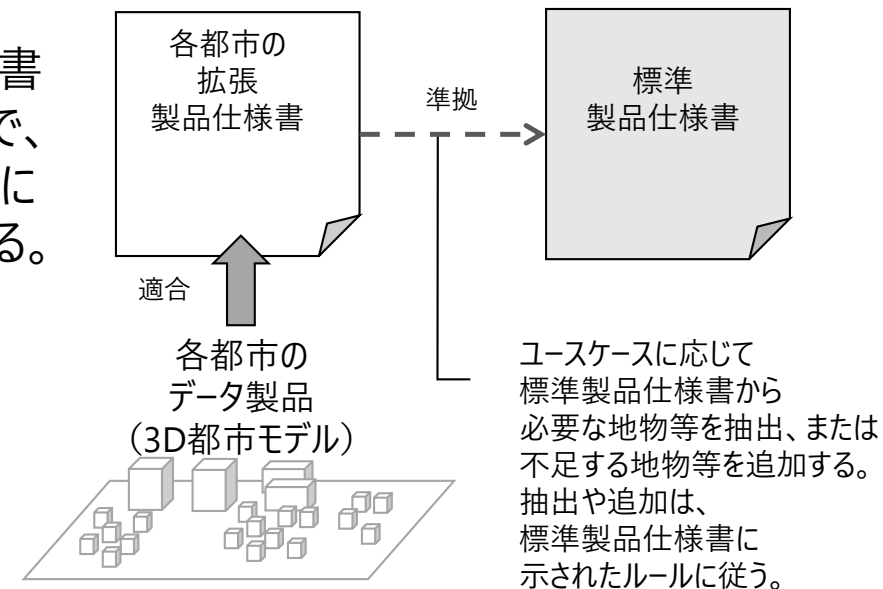 書
で、
に
る。
各都市の
拡張
製品仕様書
準拠
標準
製品仕様書
適合
各都市の
データ製品
（3D都市モデル）
ユースケースに応じて
標準製品仕様書から
必要な地物等を抽出、または
不足する地物等を追加する。
抽出や追加は、
標準製品仕様書に
示されたルールに従う。